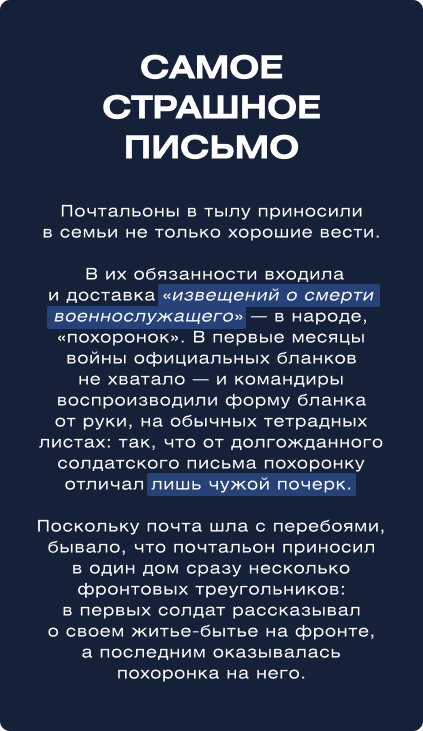 САМОЕ
СТРАШНОЕ
ПИСЬМО
Почтальоны в тылу приносили
в семьи не только хорошие вести.
В их обязанности входила
и доставка «извещений о смерти
военнослужащего» — в народе,
«похоронок». В первые месяцы
войны официальных бланков
не хватало — и командиры
воспроизводили форму бланка
от руки, на обычных тетрадных
листах: так, что от долгожданного
солдатского письма похоронку
отличал лишь чужой почерк.
Поскольку почта шла с перебоями,
бывало, что почтальон приносил
в один дом сразу несколько
фронтовых треугольников:
в первых солдат рассказывал
о своем житье-бытье на фронте,
а последним оказывалась
похоронка на него.